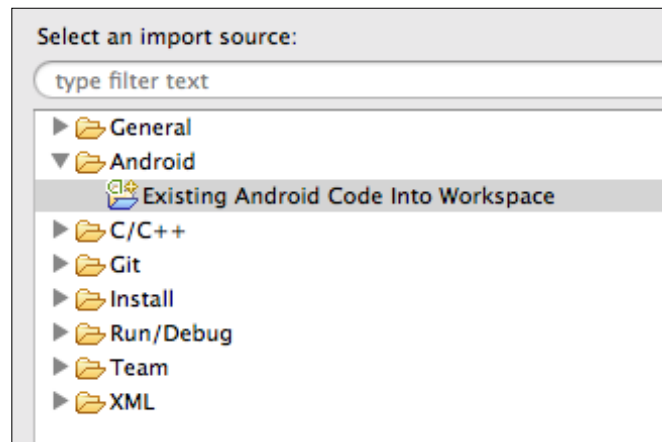 Select an import source:
type filter text
General
Android
Existing Android Code Into Workspace
C/C++
Git
Install
Run/Debug
Team
XML